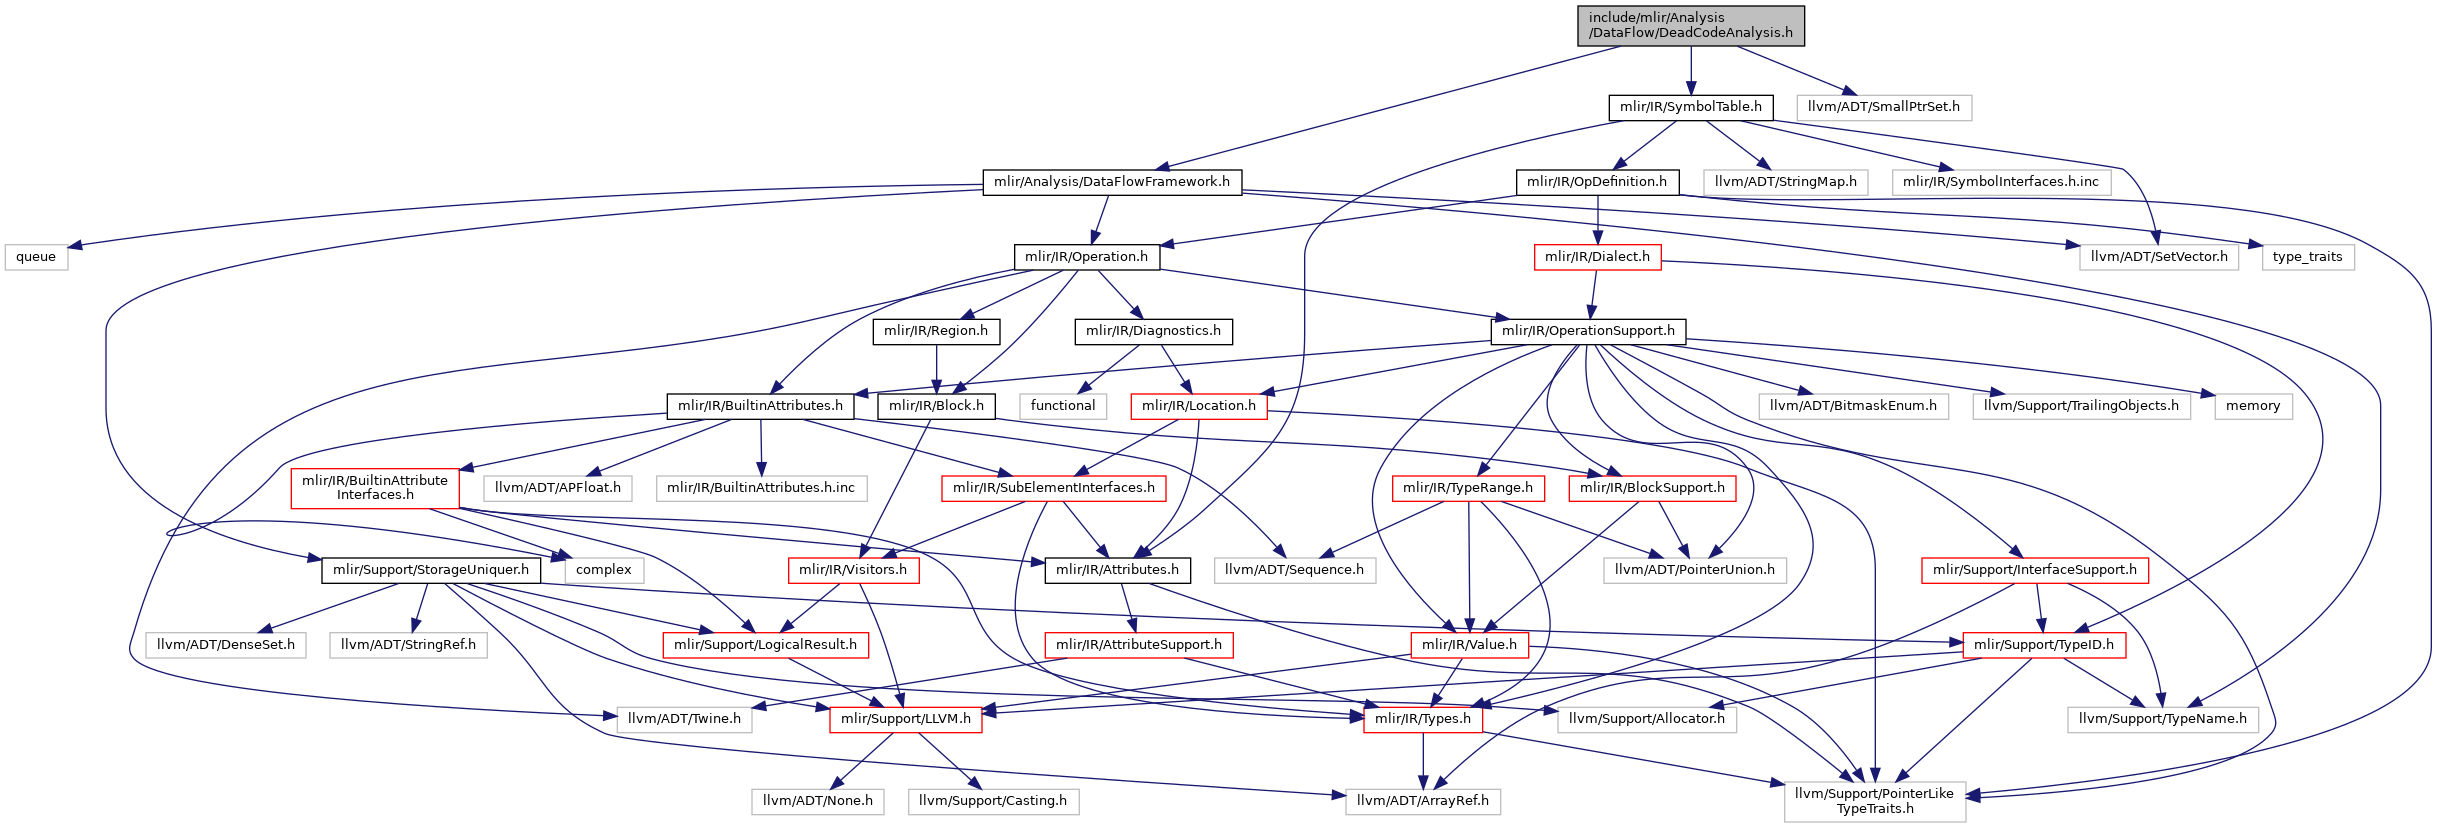 include/mlir/Analysis
/DataFlow/DeadCodeAnalysis.h
mlir/IR/SymbolTable.h
llvm/ADT/SmallPtrSet.h
mlir/Analysis/DataFlowFramework.h
mlir/IR/OpDefinition.h
llvm/ADT/StringMap.h
mlir/IR/SymbolInterfaces.h.inc
queue
mlir/IR/Operation.h
mlir/IR/Dialect.h
llvm/ADT/SetVector.h
type_traits
mlir/IR/Region.h
mlir/IR/Diagnostics.h
mlir/IR/OperationSupport.h
mlir/IR/BuiltinAttributes.h
mlir/IR/Block.h
functional
mlir/IR/Location.h
llvm/ADT/BitmaskEnum.h
llvm/Support/TrailingObjects.h
memory
mlir/IR/BuiltinAttribute
Interfaces.h
llvm/ADT/APFloat.h
mlir/IR/BuiltinAttributes.h.inc
mlir/IR/SubElementInterfaces.h
mlir/IR/TypeRange.h
mlir/IR/BlockSupport.h
mlir/Support/StorageUniquer.h
complex
mlir/IR/Visitors.h
mlir/IR/Attributes.h
llvm/ADT/Sequence.h
llvm/ADT/PointerUnion.h
mlir/Support/InterfaceSupport.h
llvm/ADT/DenseSet.h
llvm/ADT/StringRef.h
mlir/Support/LogicalResult.h
mlir/IR/AttributeSupport.h
mlir/IR/Value.h
mlir/Support/TypeID.h
llvm/ADT/Twine.h
mlir/Support/LLVM.h
mlir/IR/Types.h
llvm/Support/Allocator.h
llvm/Support/TypeName.h
llvm/ADT/None.h
llvm/Support/Casting.h
llvm/ADT/ArrayRef.h
llvm/Support/PointerLike
TypeTraits.h